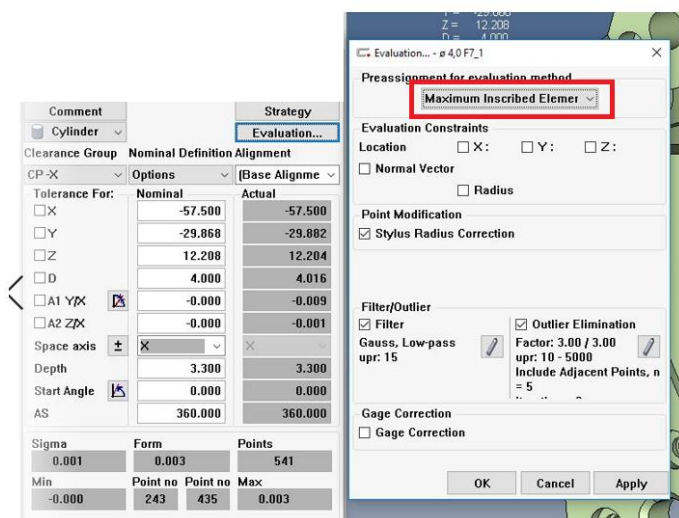 Z = 12.208
D = 4.000
Evaluation... - ø 4,0 F7_1
Preassignment for evaluation method
Maximum Inscribed Elemer
Evaluation Constraints
Location X: Y: Z:
Normal Vector
Radius
Point Modification
Stylus Radius Correction
Filter/Outlier
Filter Outlier Elimination
Gauss, Low-pass Factor: 3.00 / 3.00
upr: 15 upr: 10 - 5000
Include Adjacent Points, n
= 5
Gage Correction
Gage Correction
OK Cancel Apply
Comment Strategy
Cylinder Evaluation...
Clearance Group Nominal Definition Alignment
CP -X Options (Base Alignme
Tolerance For: Nominal Actual
X -57.500 -57.500
Y -29.868 -29.882
Z 12.208 12.204
D 4.000 4.016
A1 Y/X -0.000 -0.009
A2 Z/X -0.000 -0.001
Space axis ± X X
Depth 3.300 3.300
Start Angle 0.000 0.000
AS 360.000 360.000
Sigma Form Points
0.001 0.003 541
Min Point no Point no Max
-0.000 243 435 0.003